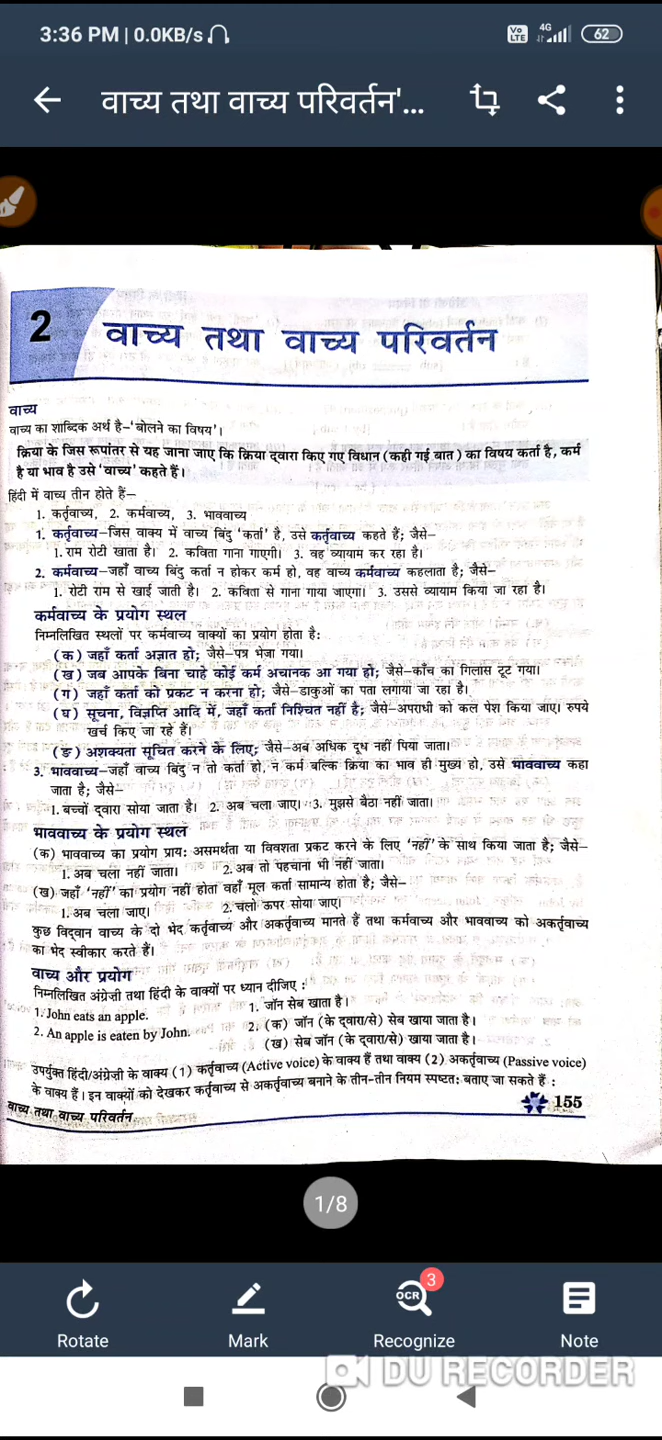 3:36 PM | 0.0KB/s
Vo LTE 4G 62
वाच्य तथा वाच्य परिवर्तन'...
2 वाच्य तथा वाच्य परिवर्तन
वाच्य
वाच्य का शाब्दिक अर्थ है–'बोलने का विषय'।
क्रिया के जिस रूपांतर से यह जाना जाए कि क्रिया द्वारा किए गए विधान (कही गई बात) का विषय कर्ता है, कर्म
है या भाव है उसे 'वाच्य' कहते हैं।
हिंदी में वाच्य तीन होते हैं–
1. कर्तृवाच्य, 2. कर्मवाच्य, 3. भाववाच्य
1. कर्तृवाच्य–जिस वाक्य में वाच्य बिंदु 'कर्ता' है, उसे कर्तृवाच्य कहते हैं; जैसे–
1. राम रोटी खाता है। 2. कविता गाना गाएगी। 3. वह व्यायाम कर रहा है।
2. कर्मवाच्य–जहाँ वाच्य बिंदु कर्ता न होकर कर्म हो, वह वाच्य कर्मवाच्य कहलाता है; जैसे–
1. रोटी राम से खाई जाती है। 2. कविता से गाना गाया जाएगा। 3. उससे व्यायाम किया जा रहा है।
कर्मवाच्य के प्रयोग स्थल
निम्नलिखित स्थलों पर कर्मवाच्य वाक्यों का प्रयोग होता है:
(क) जहाँ कर्ता अज्ञात हो; जैसे–पत्र भेजा गया।
(ख) जब आपके बिना चाहे कोई कर्म अचानक आ गया हो; जैसे–काँच का गिलास टूट गया।
(ग) जहाँ कर्ता को प्रकट न करना हो; जैसे–डाकुओं का पता लगाया जा रहा है।
(घ) सूचना, विज्ञप्ति आदि में, जहाँ कर्ता निश्चित नहीं है; जैसे–अपराधी को कल पेश किया जाए। रुपये
खर्च किए जा रहे हैं।
(ङ) अशक्यता सूचित करने के लिए; जैसे–अब अधिक दूध नहीं पिया जाता।
3. भाववाच्य–जहाँ वाच्य बिंदु न तो कर्ता हो, न कर्म बल्कि क्रिया का भाव ही मुख्य हो, उसे भाववाच्य कहा
जाता है; जैसे–
1. बच्चों द्वारा सोया जाता है। 2. अब चला जाए। 3. मुझसे बैठा नहीं जाता।
भाववाच्य के प्रयोग स्थल
(क) भाववाच्य का प्रयोग प्रायः असमर्थता या विवशता प्रकट करने के लिए 'नहीं' के साथ किया जाता है; जैसे–
1. अब चला नहीं जाता। 2. अब तो पहचाना भी नहीं जाता।
(ख) जहाँ 'नहीं' का प्रयोग नहीं होता वहाँ मूल कर्ता सामान्य होता है; जैसे–
1. अब चला जाए। 2. चलो ऊपर सोया जाए।
कुछ विद्वान वाच्य के दो भेद कर्तृवाच्य और अकर्तृवाच्य मानते हैं तथा कर्मवाच्य और भाववाच्य को अकर्तृवाच्य
का भेद स्वीकार करते हैं।
वाच्य और प्रयोग
निम्नलिखित अंग्रेजी तथा हिंदी के वाक्यों पर ध्यान दीजिए :
1. John eats an apple. 1. जॉन सेब खाता है।
2. An apple is eaten by John. 2. (क) जॉन (के द्वारा/से) सेब खाया जाता है।
(ख) सेब जॉन (के द्वारा/से) खाया जाता है।
उपर्युक्त हिंदी/अंग्रेजी के वाक्य (1) कर्तृवाच्य (Active voice) के वाक्य हैं तथा वाक्य (2) अकर्तृवाच्य (Passive voice)
के वाक्य हैं। इन वाक्यों को देखकर कर्तृवाच्य से अकर्तृवाच्य बनाने के तीन-तीन नियम स्पष्टतः बताए जा सकते हैं :
वाच्य तथा वाच्य परिवर्तन 155
1/8
OCR 3
Rotate Mark Recognize Note
DU RECORDER